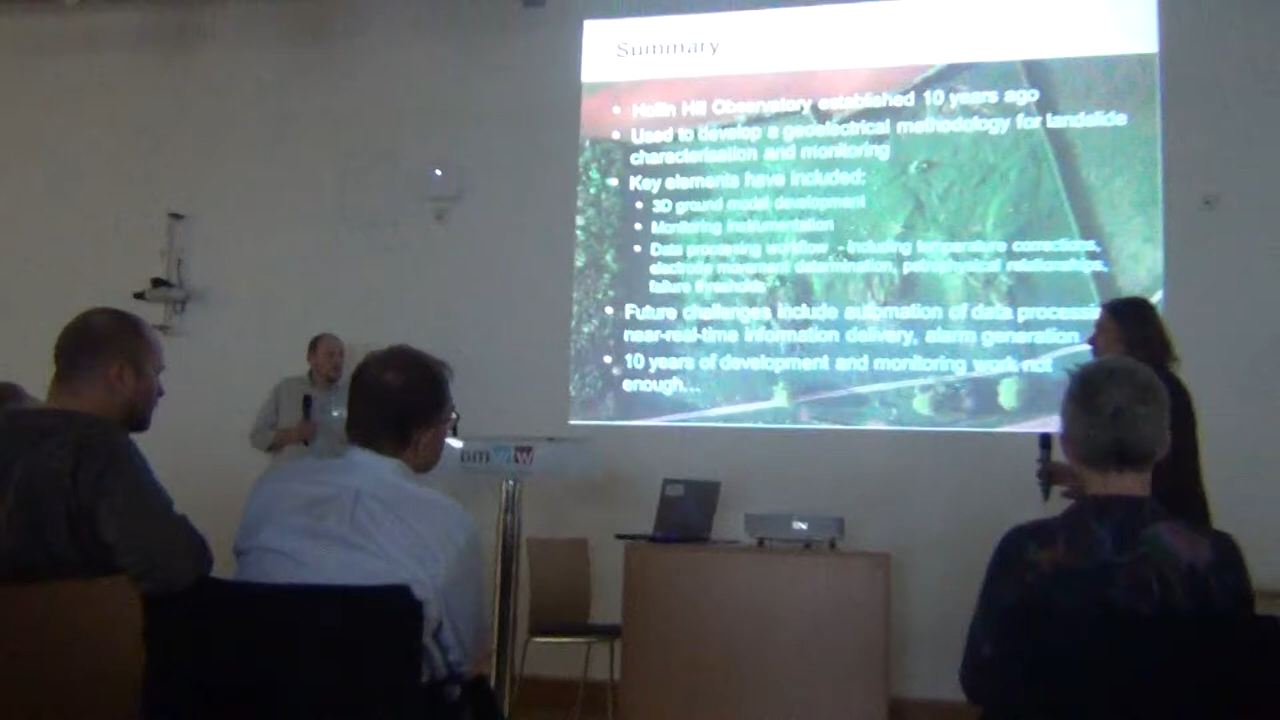 Summary
• Hollin Hill Observatory established 10 years ago
• Used to develop a geoelectrical methodology for landslide
characterisation and monitoring
• Key elements have included:
• 3D ground model development
• Monitoring instrumentation
• Data processing workflow - including temperature corrections,
electrode movement determination, petrophysical relationships,
failure thresholds
• Future challenges include automation of data
near-real-time information delivery, alarm generation
• 10 years of development and monitoring work not
enough...